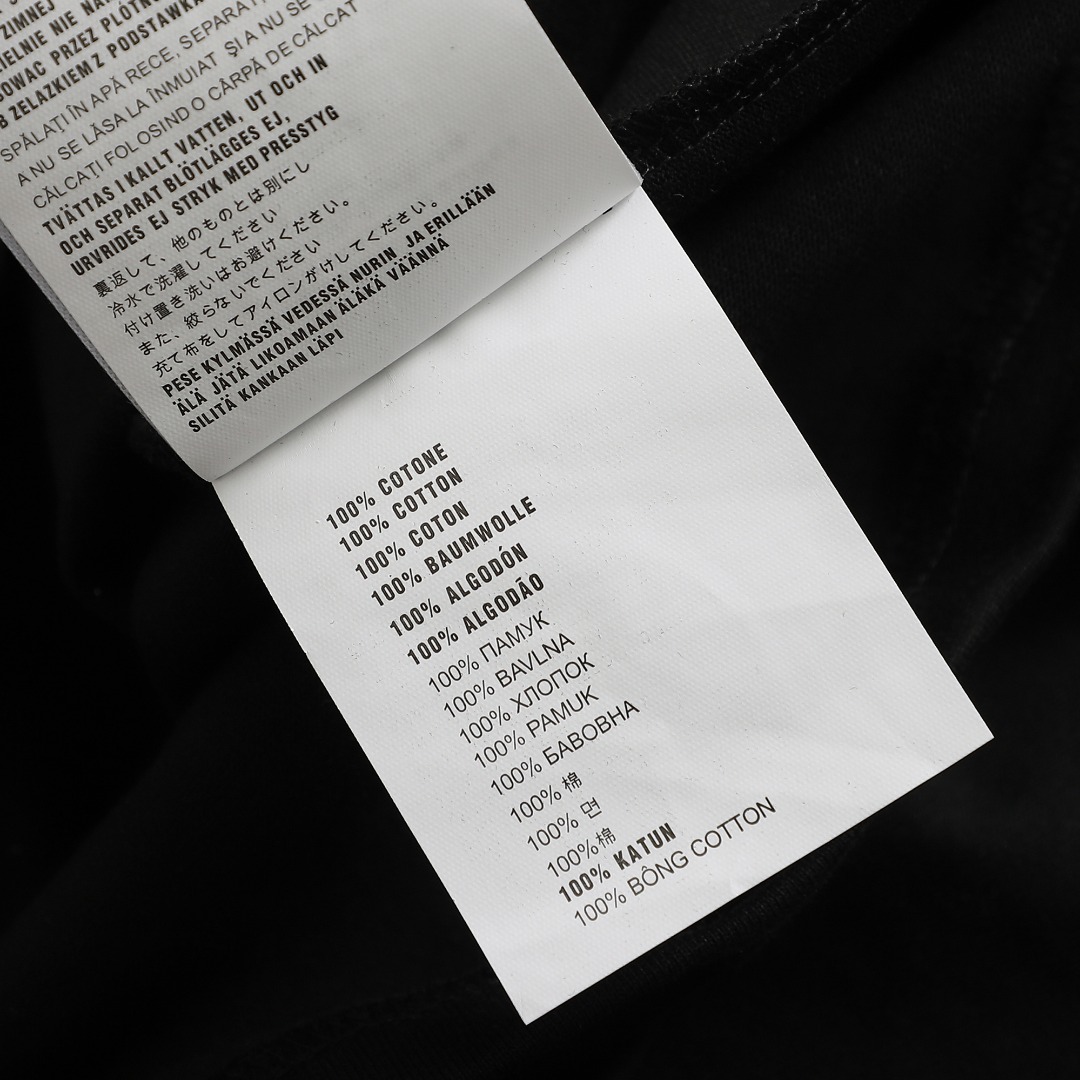 ZIMNEJ
ZIELNIE NIE
PRZEZ PŁÓTNO
B ŻELAZKIEM Z PODSTAWKĄ
SPĂLAȚI ÎN APĂ RECE, SEPARAT,
A NU SE LĂSA LA ÎNMUIAT ȘI A NU SE
CĂLCAȚI FOLOSIND O CÂRPĂ DE CĂLCAT
TVÄTTAS I KALLT VATTEN, UT OCH IN
OCH SEPARAT BLÖTLÄGGES EJ,
URVRIDES EJ STRYK MED PRESSTYG
裏返して、他のものとは別にし
冷水で洗濯してください
付け置き洗いはお避けください。
また、絞らないでください
充て布をしてアイロンがけしてください。
PESE KYLMÄSSÄ VEDESSÄ NURIN JA ERILLÄÄN
ÄLÄ JÄTÄ LIKOAMAAN ÄLÄKÄ VÄÄNNÄ
SILITÄ KANKAAN LÄPI
100% COTONE
100% COTTON
100% COTON
100% BAUMWOLLE
100% ALGODÓN
100% ALGODÃO
100% ПАМУК
100% BAVLNA
100% ХЛОПОК
100% PAMUK
100% БАВОВНА
100% 棉
100% 면
100%棉
100% KATUN
100% BÔNG COTTON